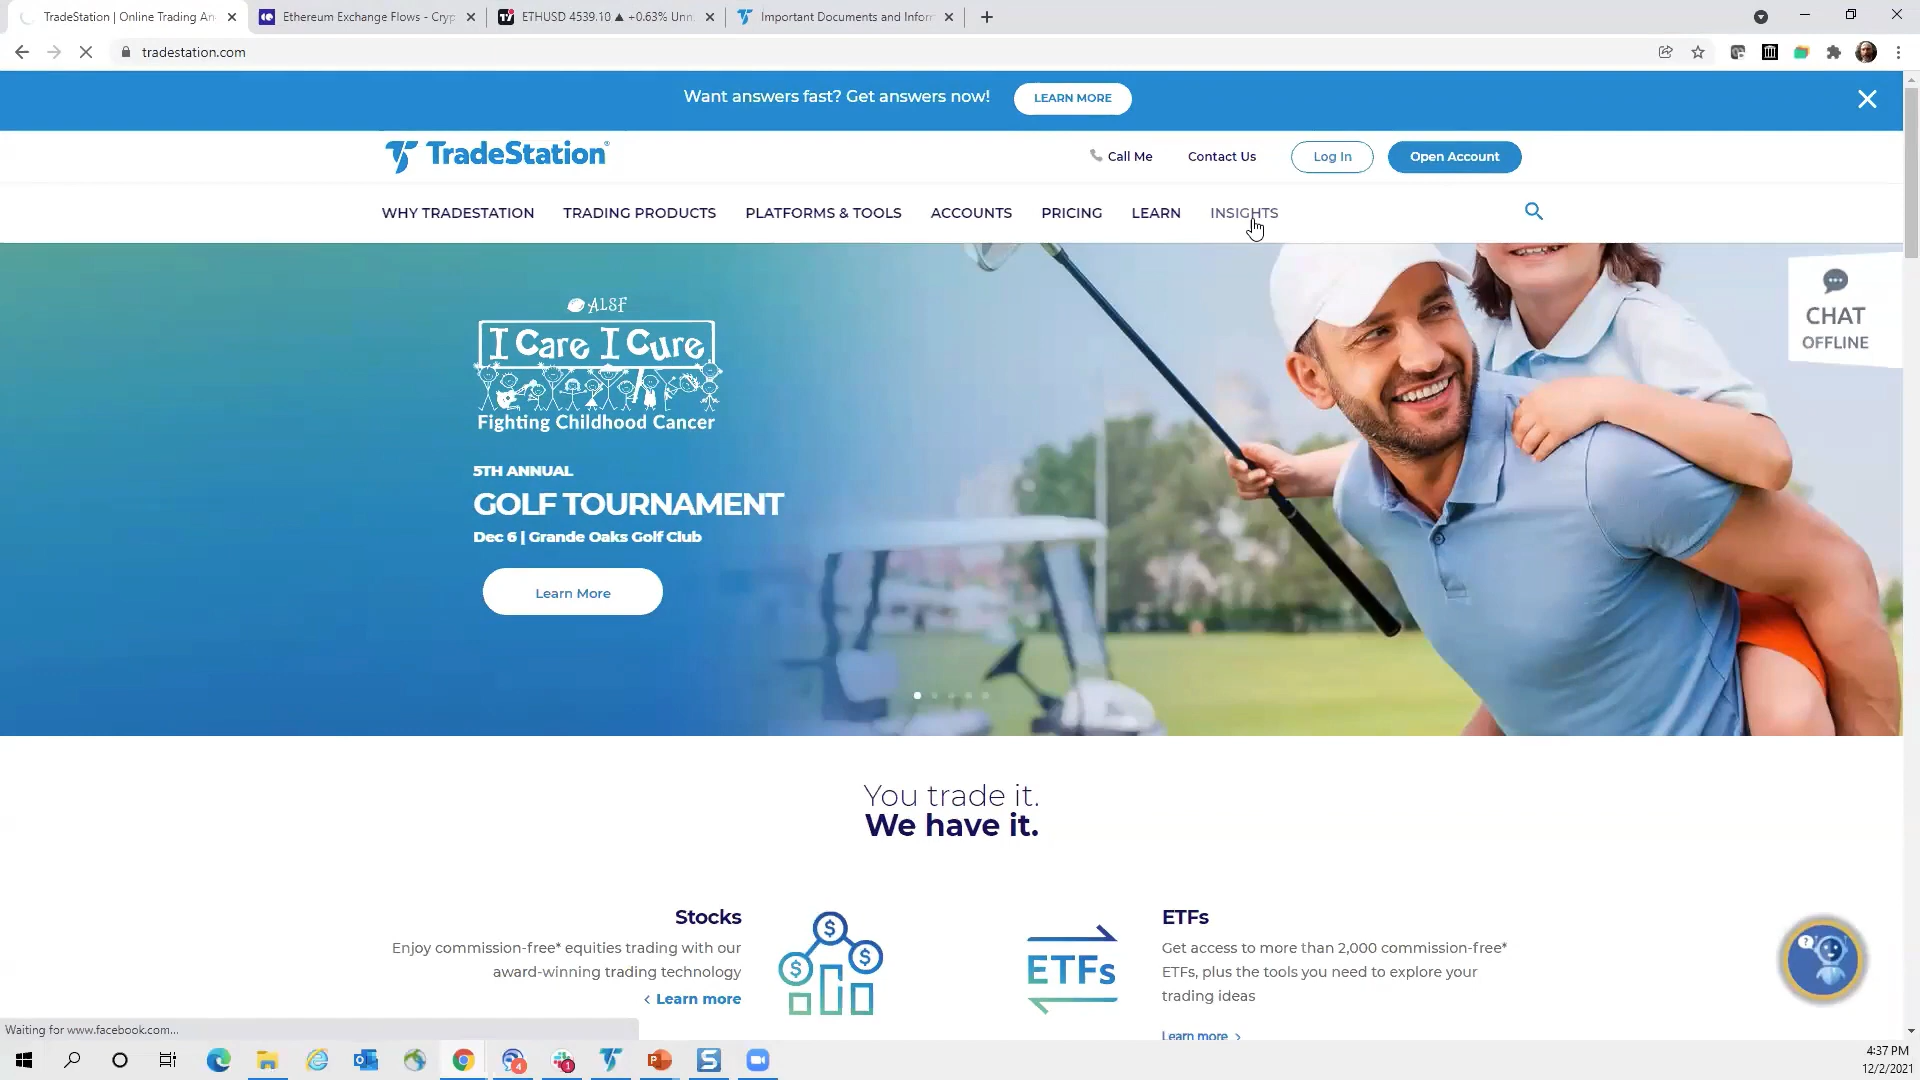 TradeStation | Online Trading An
Ethereum Exchange Flows - Cryp
ETHUSD 4539.10 ▲ +0.63% Unn
Important Documents and Inform
tradestation.com
Want answers fast? Get answers now!
LEARN MORE
TradeStation®
Call Me
Contact Us
Log In
Open Account
WHY TRADESTATION
TRADING PRODUCTS
PLATFORMS & TOOLS
ACCOUNTS
PRICING
LEARN
INSIGHTS
ALSF
I Care I Cure
Fighting Childhood Cancer
5TH ANNUAL
GOLF TOURNAMENT
Dec 6 | Grande Oaks Golf Club
Learn More
CHAT
OFFLINE
You trade it.
We have it.
Stocks
Enjoy commission-free* equities trading with our
award-winning trading technology
‹ Learn more
ETFs
ETFs
Get access to more than 2,000 commission-free*
ETFs, plus the tools you need to explore your
trading ideas
Learn more ›
Waiting for www.facebook.com...
4:37 PM
12/2/2021